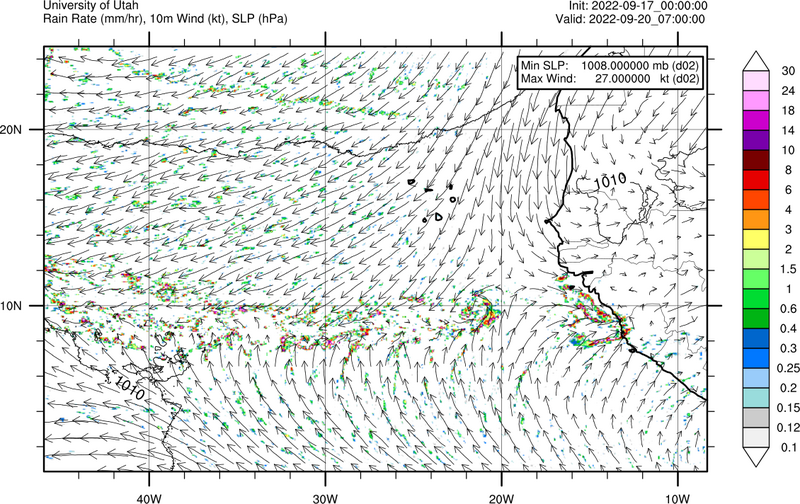 University of Utah
Rain Rate (mm/hr), 10m Wind (kt), SLP (hPa)
Init: 2022-09-17_00:00:00
Valid: 2022-09-20_07:00:00
Min SLP: 1008.000000 mb (d02)
Max Wind: 27.000000 kt (d02)
20N
10N
1010
1010
40W
30W
20W
10W
30
24
18
14
10
8
6
4
3
2
1.5
1
0.6
0.4
0.3
0.25
0.2
0.15
0.12
0.1